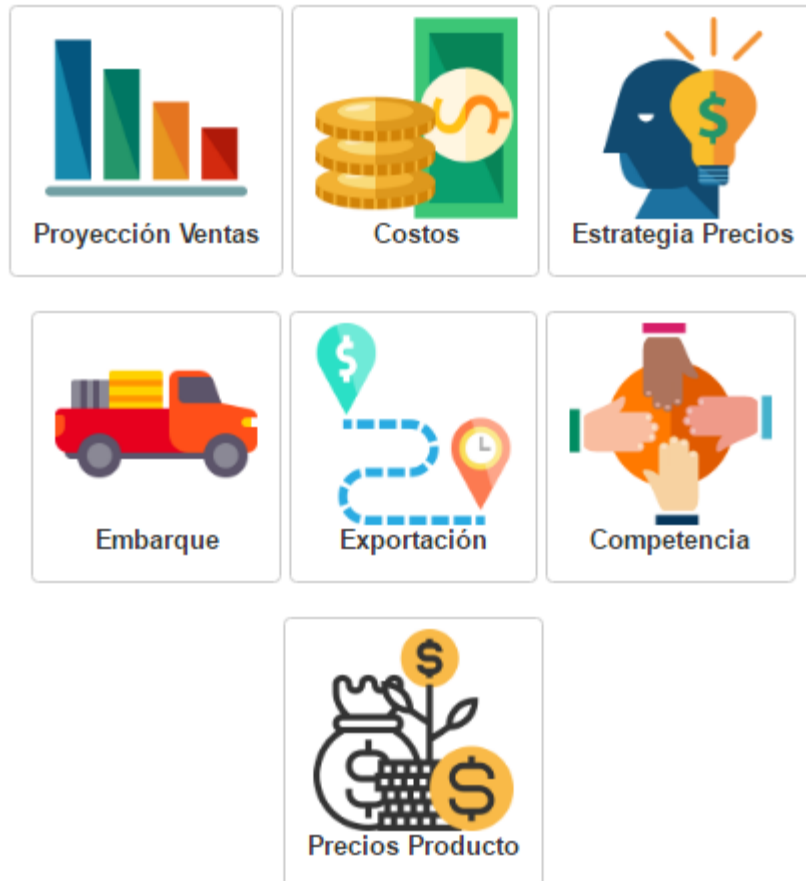 Proyección Ventas
Costos
Estrategia Precios
Embarque
Exportación
Competencia
Precios Producto